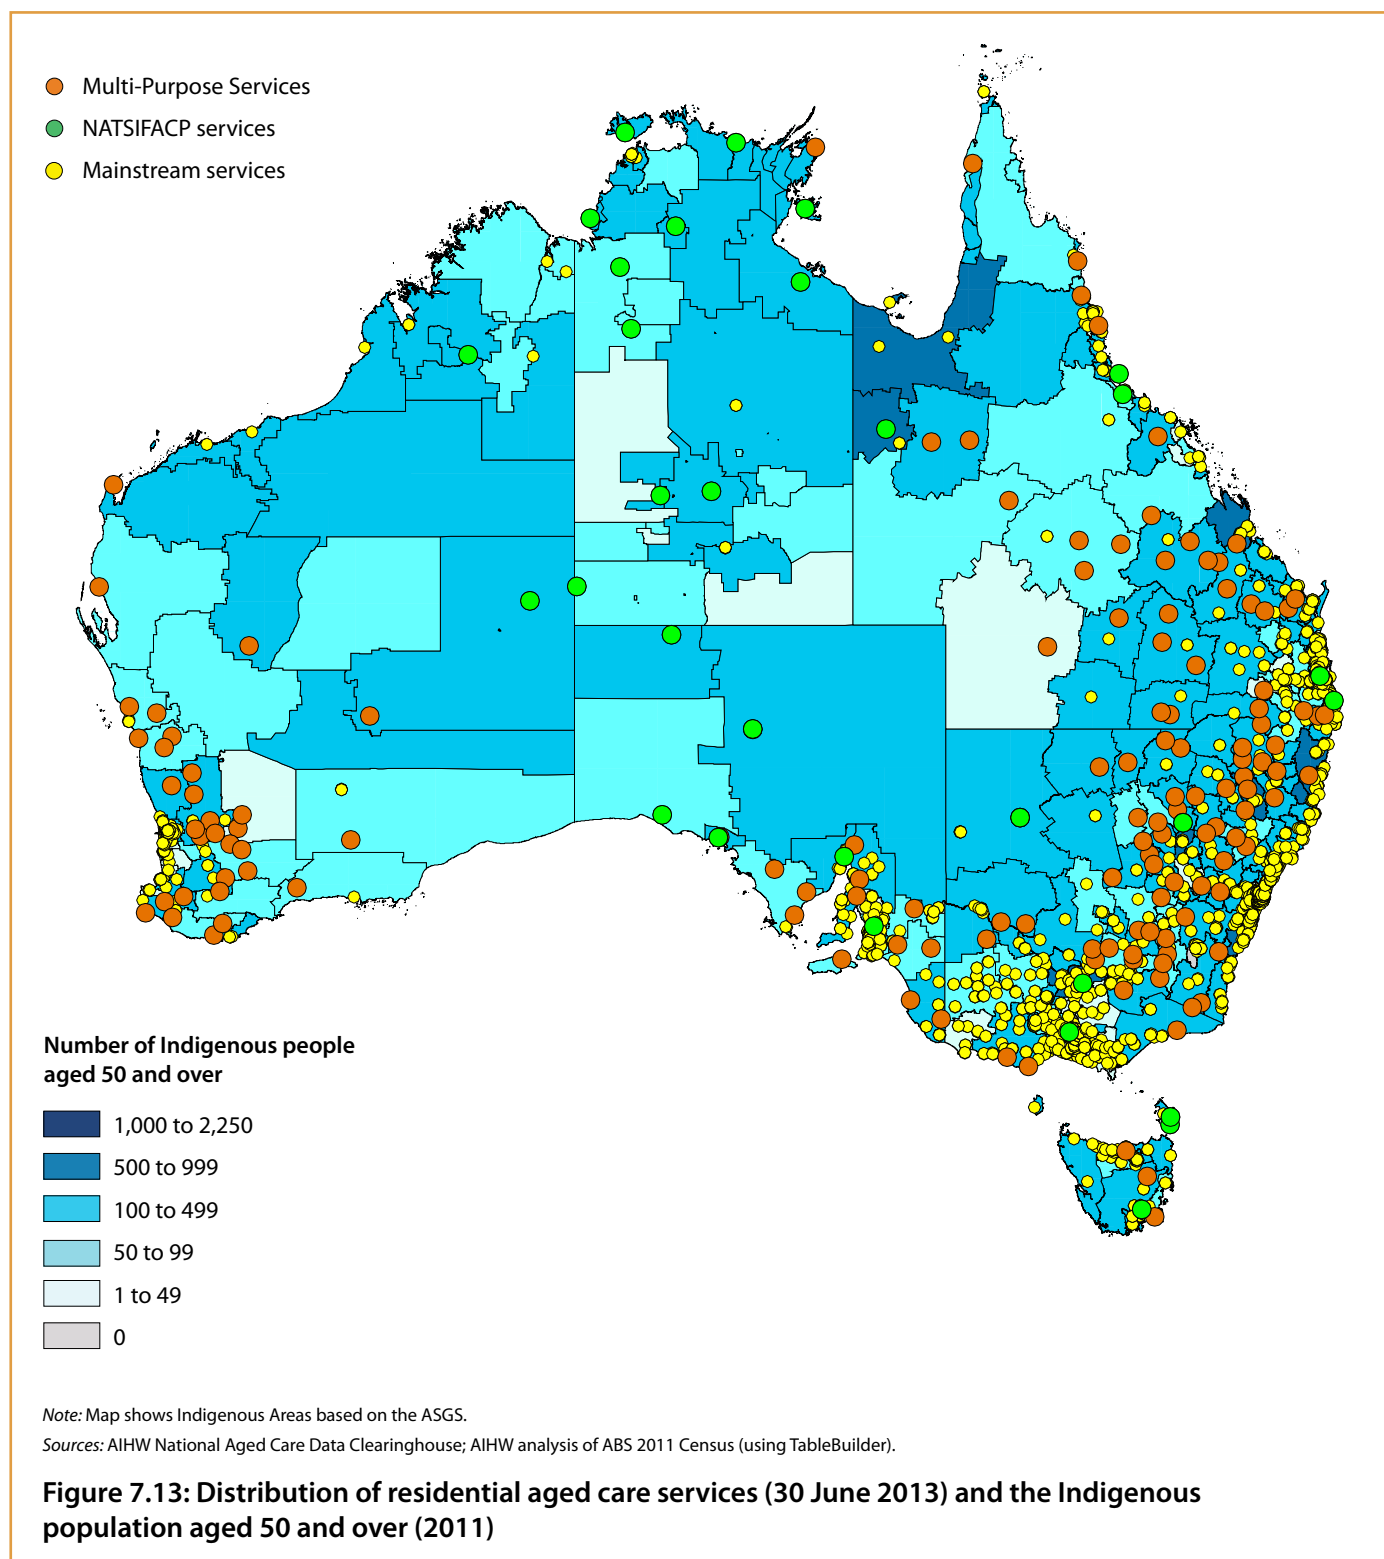 Multi-Purpose Services
NATSIFACP services
Mainstream services
Number of Indigenous people
aged 50 and over
1,000 to 2,250
500 to 999
100 to 499
50 to 99
1 to 49
0
Note: Map shows Indigenous Areas based on the ASGS.
Sources: AIHW National Aged Care Data Clearinghouse; AIHW analysis of ABS 2011 Census (using TableBuilder).
Figure 7.13: Distribution of residential aged care services (30 June 2013) and the Indigenous
population aged 50 and over (2011)